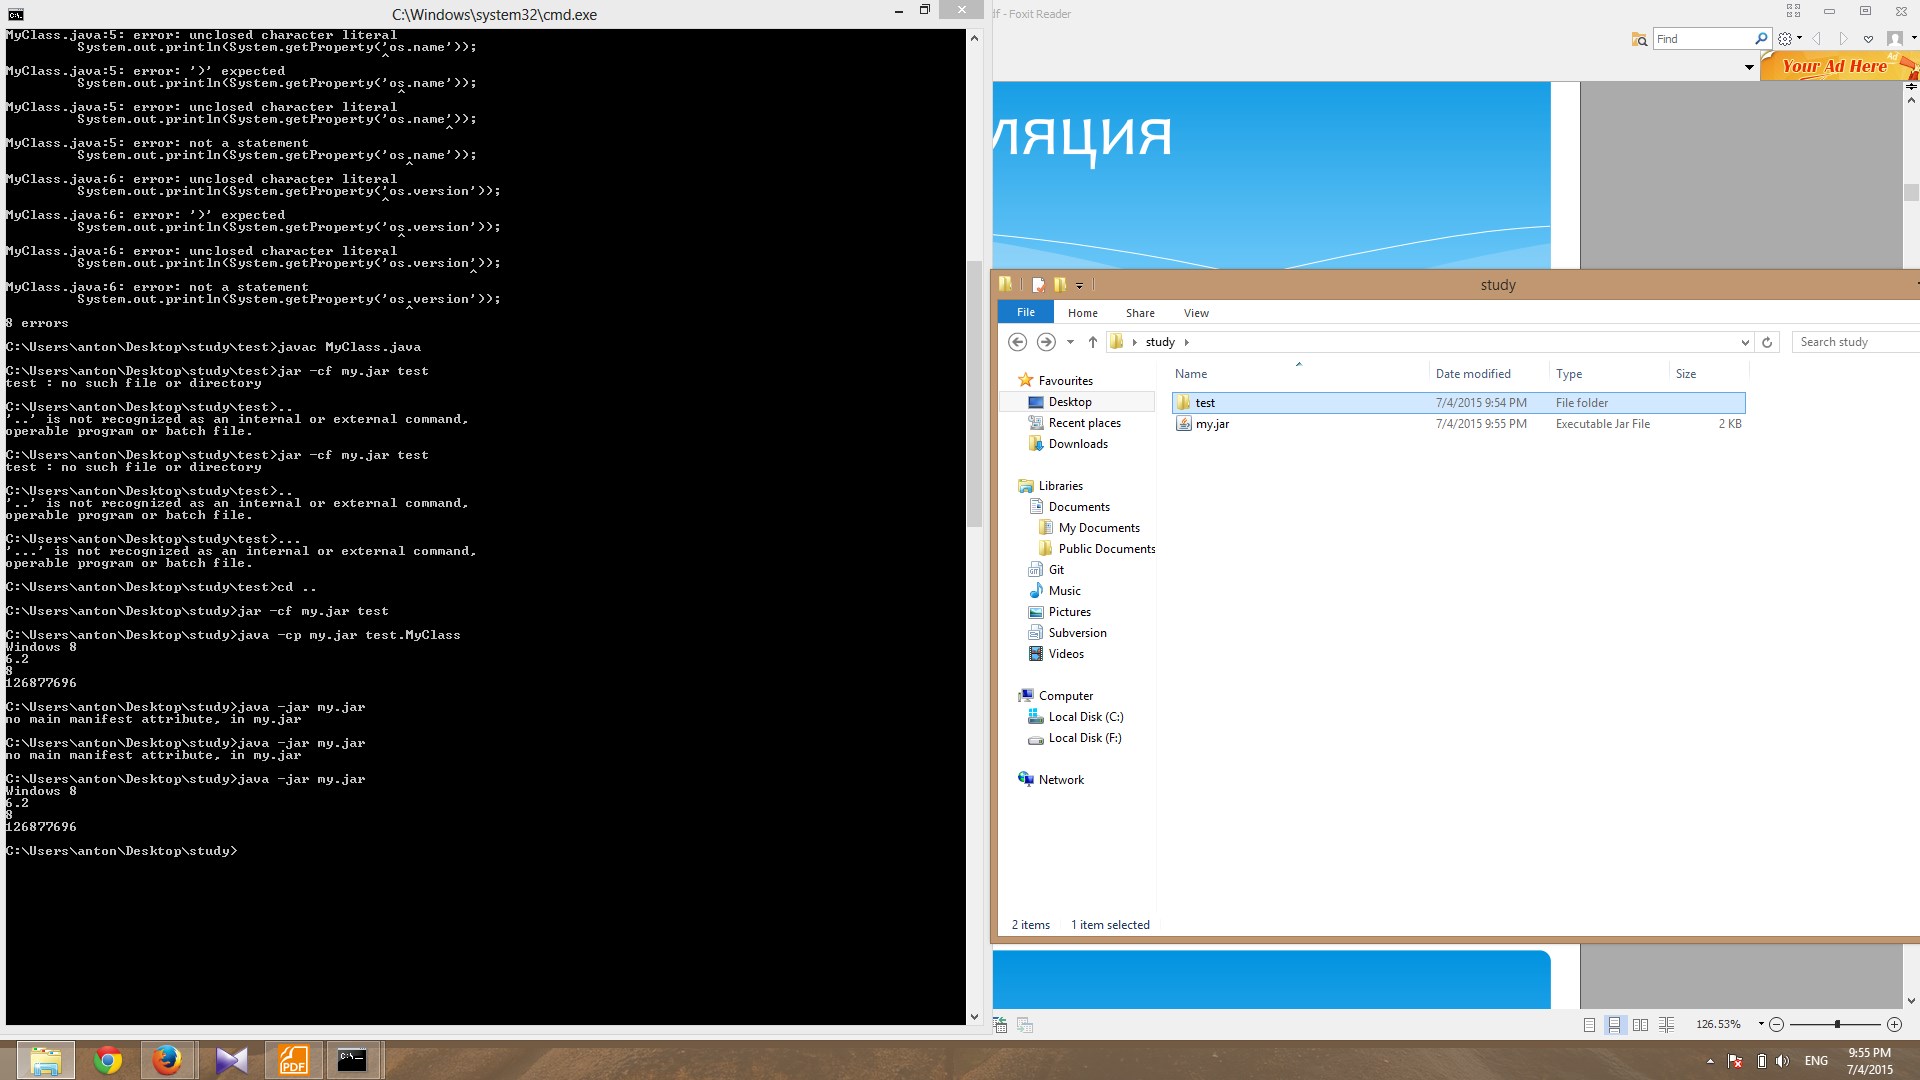 C:\Windows\system32\cmd.exe
MyClass.java:5: error: unclosed character literal
System.out.println(System.getProperty('os.name'));
^
MyClass.java:5: error: ')' expected
System.out.println(System.getProperty('os.name'));
^
MyClass.java:5: error: unclosed character literal
System.out.println(System.getProperty('os.name'));
^
MyClass.java:5: error: not a statement
System.out.println(System.getProperty('os.name'));
^
MyClass.java:6: error: unclosed character literal
System.out.println(System.getProperty('os.version'));
^
MyClass.java:6: error: ')' expected
System.out.println(System.getProperty('os.version'));
^
MyClass.java:6: error: unclosed character literal
System.out.println(System.getProperty('os.version'));
^
MyClass.java:6: error: not a statement
System.out.println(System.getProperty('os.version'));
^
8 errors
C:\Users\anton\Desktop\study\test>javac MyClass.java
C:\Users\anton\Desktop\study\test>jar -cf my.jar test
test : no such file or directory
C:\Users\anton\Desktop\study\test>..
'..' is not recognized as an internal or external command,
operable program or batch file.
C:\Users\anton\Desktop\study\test>jar -cf my.jar test
test : no such file or directory
C:\Users\anton\Desktop\study\test>..
'..' is not recognized as an internal or external command,
operable program or batch file.
C:\Users\anton\Desktop\study\test>...
'...' is not recognized as an internal or external command,
operable program or batch file.
C:\Users\anton\Desktop\study\test>cd ..
C:\Users\anton\Desktop\study>jar -cf my.jar test
C:\Users\anton\Desktop\study>java -cp my.jar test.MyClass
Windows 8
6.2
8
126877696
C:\Users\anton\Desktop\study>java -jar my.jar
no main manifest attribute, in my.jar
C:\Users\anton\Desktop\study>java -jar my.jar
no main manifest attribute, in my.jar
C:\Users\anton\Desktop\study>java -jar my.jar
Windows 8
6.2
8
126877696
C:\Users\anton\Desktop\study>
df - Foxit Reader
Find
Your Ad Here
Ad
ляция
study
File Home Share View
study
Search study
Name Date modified Type Size
test 7/4/2015 9:54 PM File folder
my.jar 7/4/2015 9:55 PM Executable Jar File 2 KB
Favourites
Desktop
Recent places
Downloads
Libraries
Documents
My Documents
Public Documents
Git
Music
Pictures
Subversion
Videos
Computer
Local Disk (C:)
Local Disk (F:)
Network
2 items 1 item selected
126.53%
PDF
C:\
ENG
9:55 PM
7/4/2015